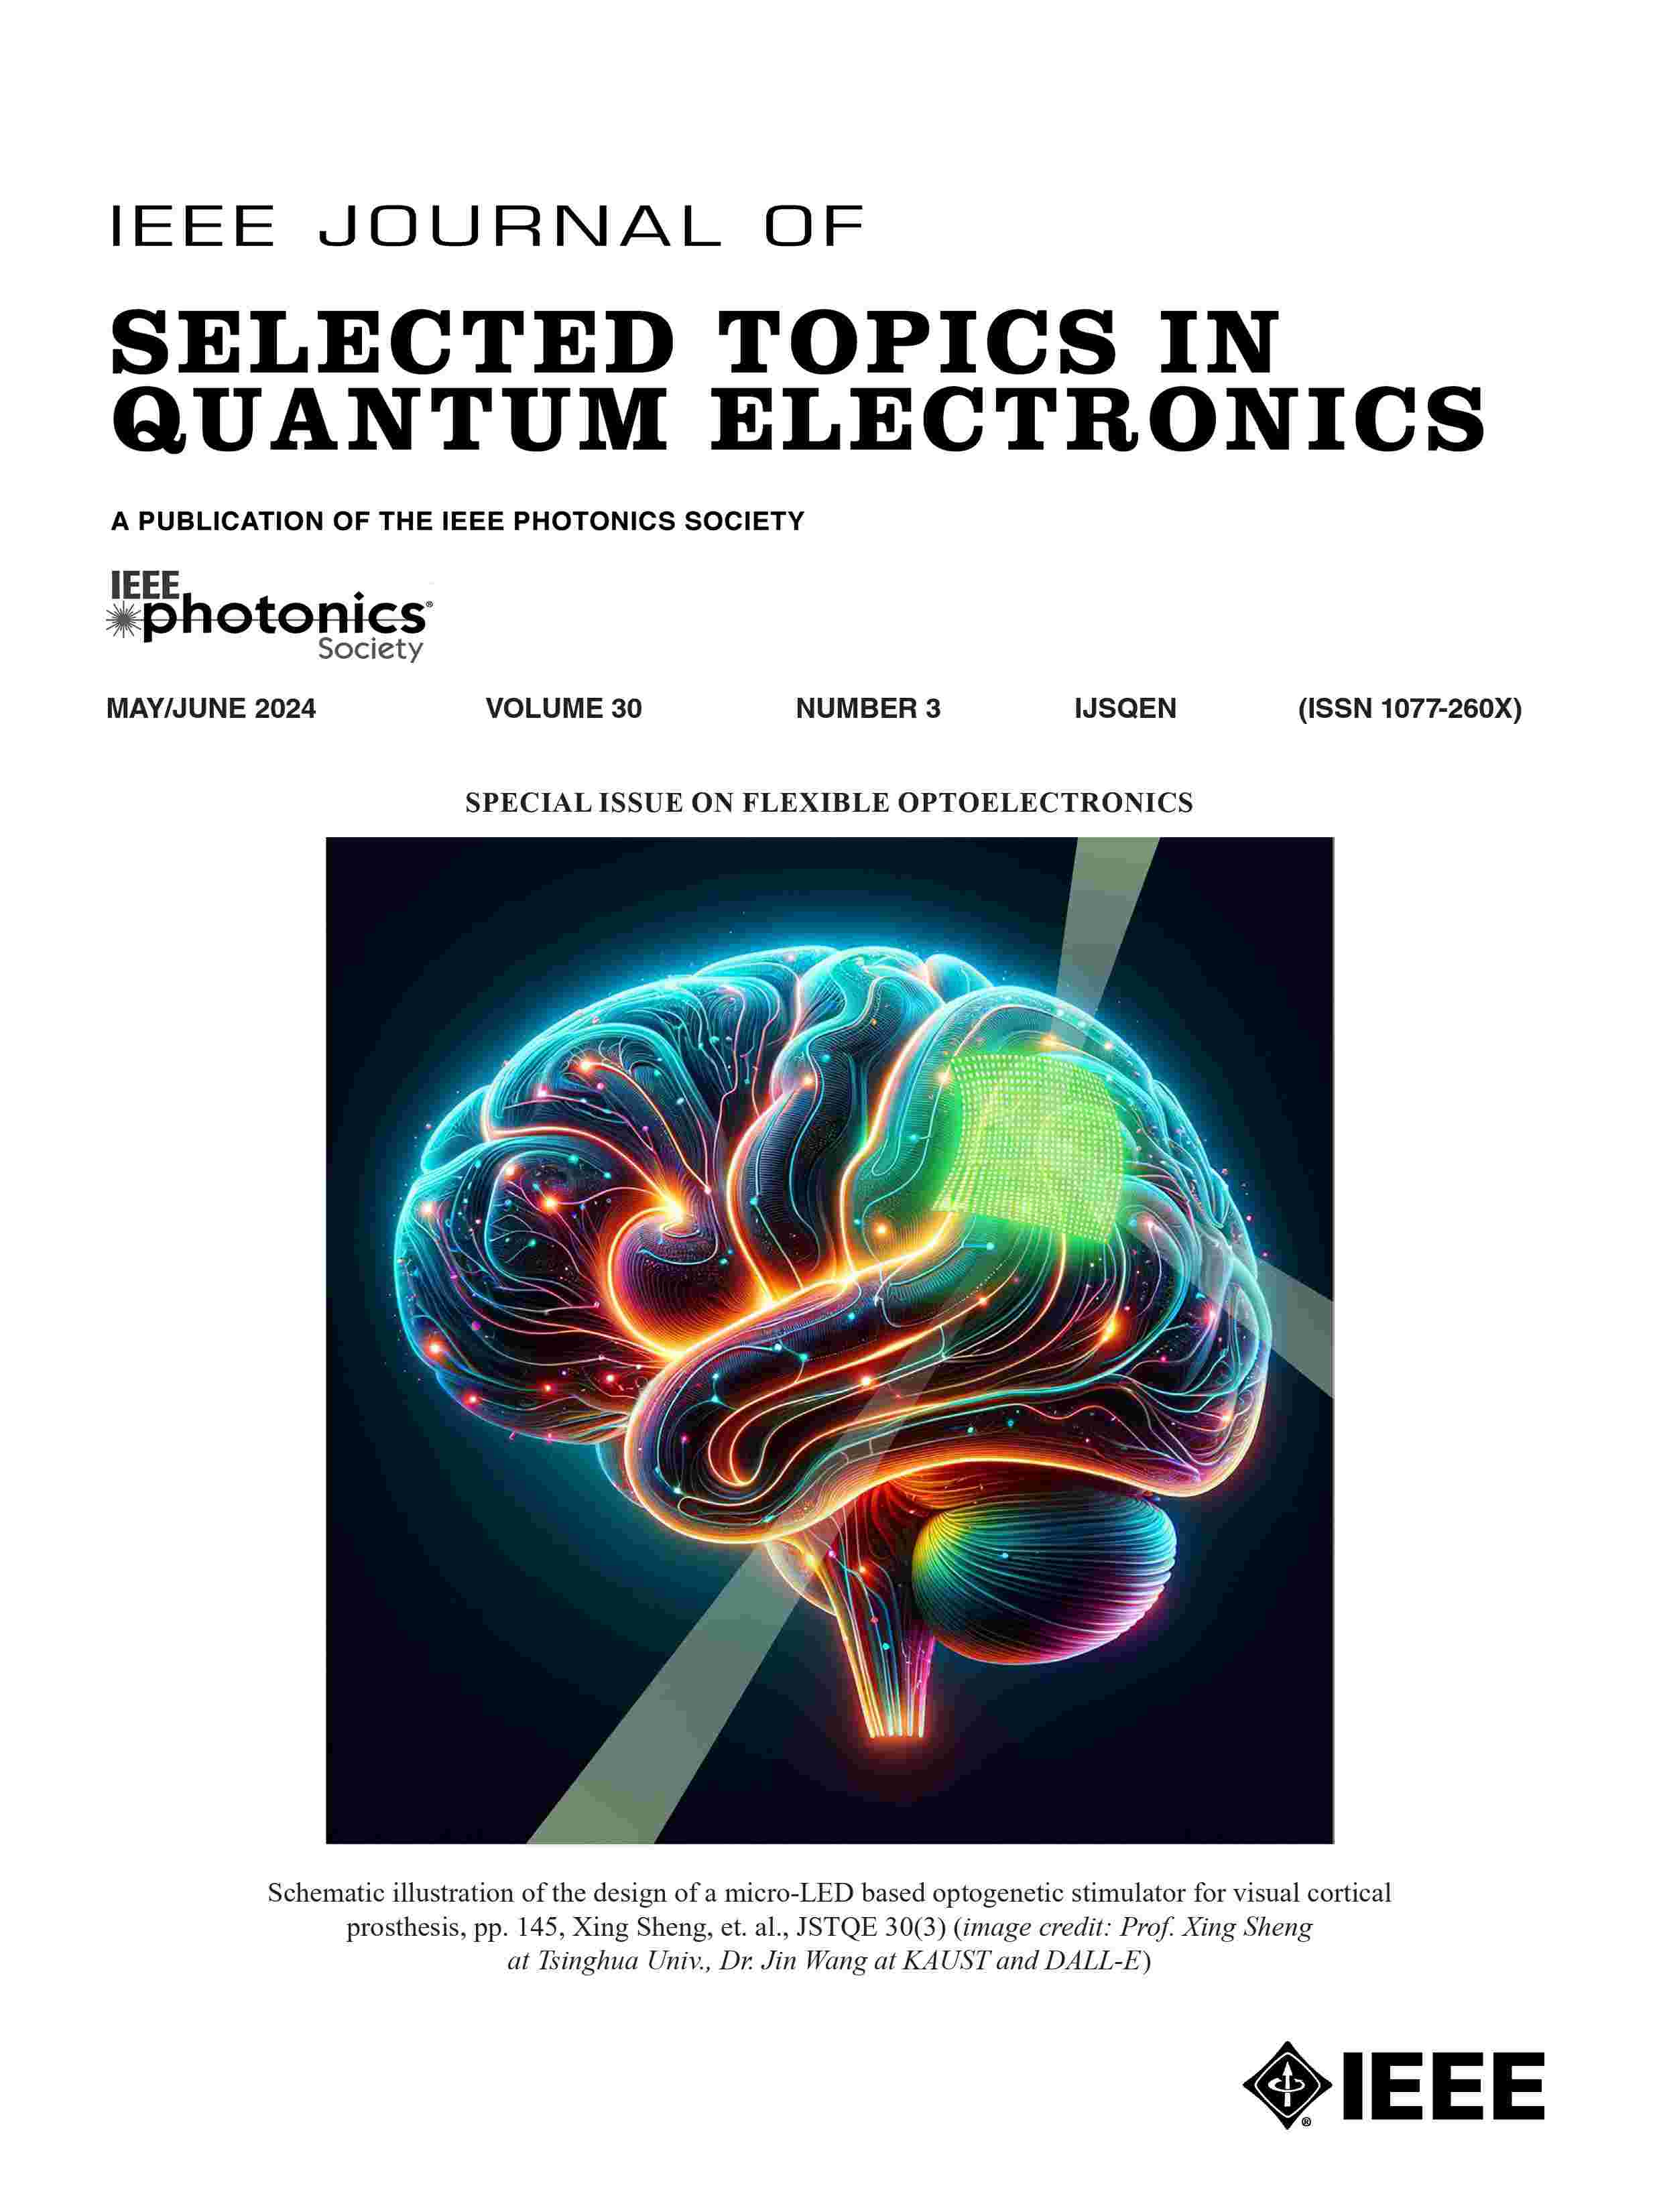 IEEE JOURNAL OF
SELECTED TOPICS IN
QUANTUM ELECTRONICS
A PUBLICATION OF THE IEEE PHOTONICS SOCIETY
IEEE
photonics®
Society
MAY/JUNE 2024 VOLUME 30 NUMBER 3 IJSQEN (ISSN 1077-260X)
SPECIAL ISSUE ON FLEXIBLE OPTOELECTRONICS
Schematic illustration of the design of a micro-LED based optogenetic stimulator for visual cortical
prosthesis, pp. 145, Xing Sheng, et. al., JSTQE 30(3) (image credit: Prof. Xing Sheng
at Tsinghua Univ., Dr. Jin Wang at KAUST and DALL-E)
IEEE
®